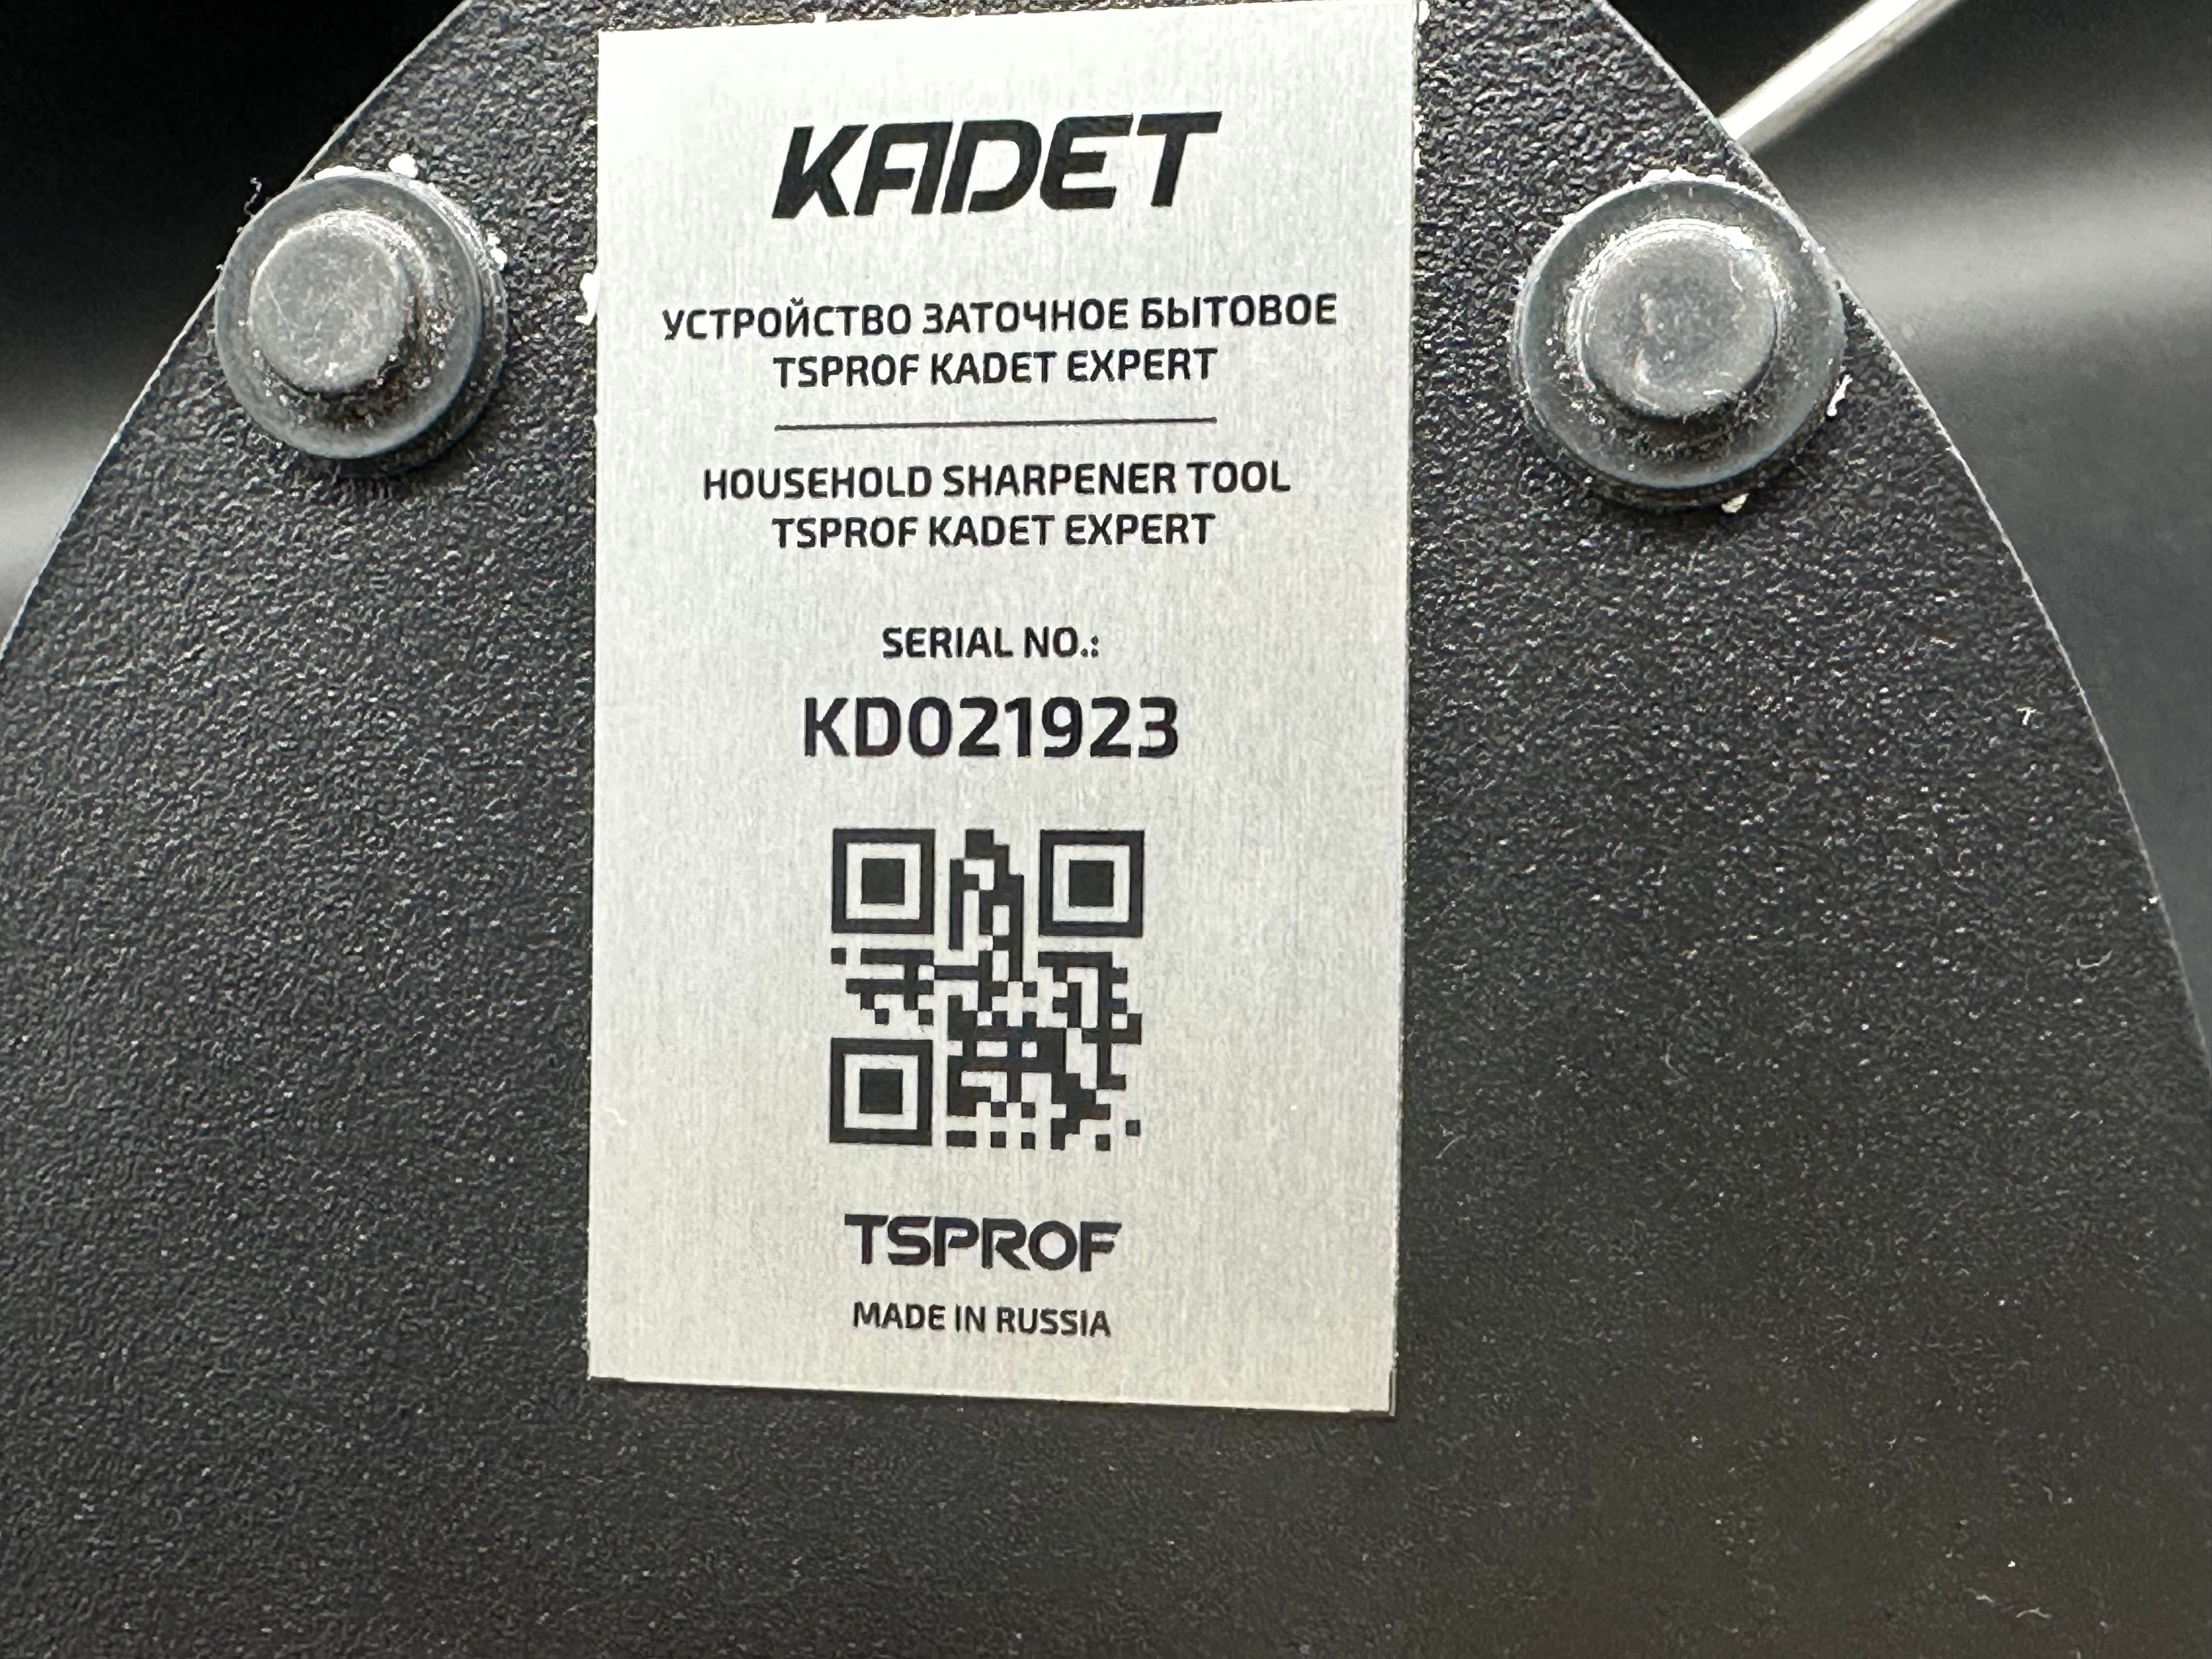 KADET
УСТРОЙСТВО ЗАТОЧНОЕ БЫТОВОЕ
TSPROF KADET EXPERT
HOUSEHOLD SHARPENER TOOL
TSPROF KADET EXPERT
SERIAL NO.:
KD021923
TSPROF
MADE IN RUSSIA